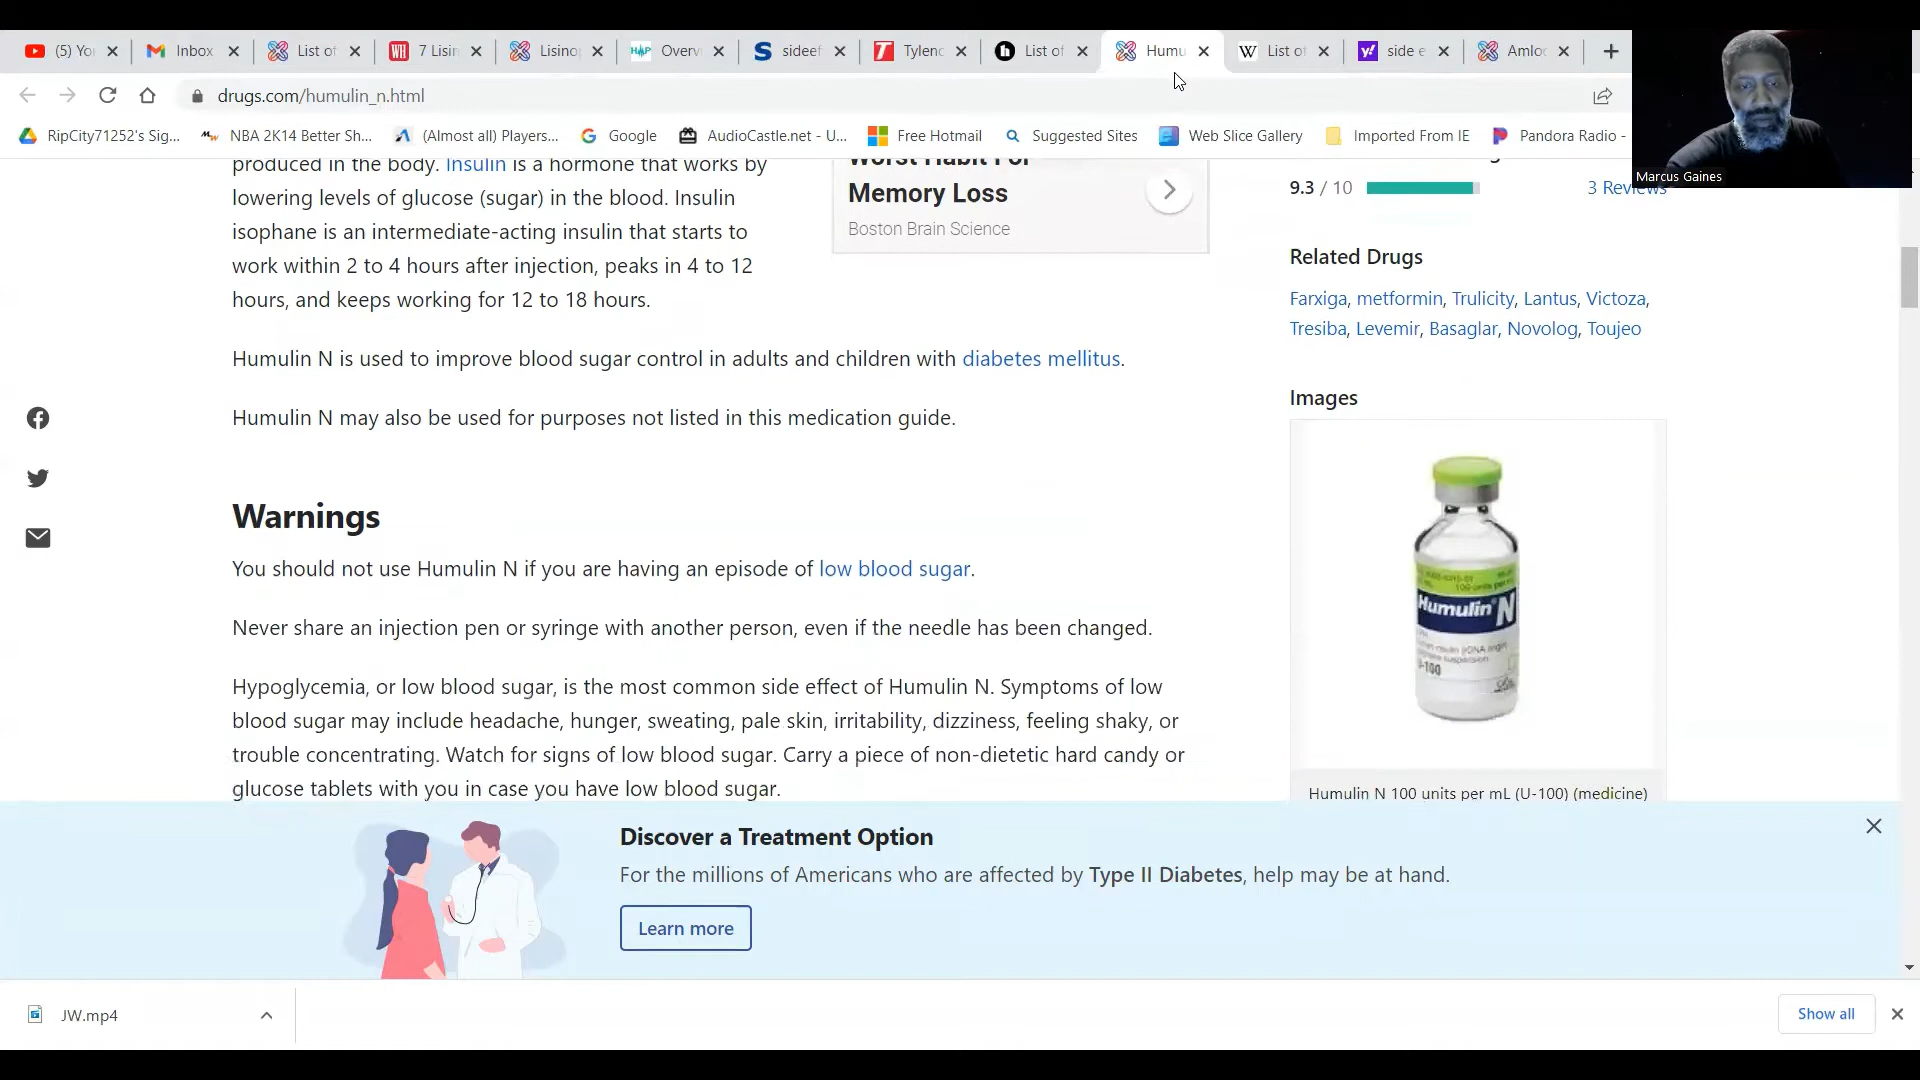 (5) Yo
Inbox
List of
7 Lisin
Lisinop
Overv
sideef
Tyleno
List of
Humu
List of
side e
Amlod
drugs.com/humulin_n.html
RipCity71252's Sig...
NBA 2K14 Better Sh...
(Almost all) Players...
Google
AudioCastle.net - U...
Free Hotmail
Suggested Sites
Web Slice Gallery
Imported From IE
Pandora Radio -
Marcus Gaines
produced in the body. Insulin is a hormone that works by
lowering levels of glucose (sugar) in the blood. Insulin
isophane is an intermediate-acting insulin that starts to
work within 2 to 4 hours after injection, peaks in 4 to 12
hours, and keeps working for 12 to 18 hours.
Worst Habit For
Memory Loss
Boston Brain Science
9.3 / 10
3 Reviews
Related Drugs
Farxiga, metformin, Trulicity, Lantus, Victoza,
Tresiba, Levemir, Basaglar, Novolog, Toujeo
Humulin N is used to improve blood sugar control in adults and children with diabetes mellitus.
Humulin N may also be used for purposes not listed in this medication guide.
Images
Humulin N
U-100
Humulin N 100 units per mL (U-100) (medicine)
Warnings
You should not use Humulin N if you are having an episode of low blood sugar.
Never share an injection pen or syringe with another person, even if the needle has been changed.
Hypoglycemia, or low blood sugar, is the most common side effect of Humulin N. Symptoms of low
blood sugar may include headache, hunger, sweating, pale skin, irritability, dizziness, feeling shaky, or
trouble concentrating. Watch for signs of low blood sugar. Carry a piece of non-dietetic hard candy or
glucose tablets with you in case you have low blood sugar.
Discover a Treatment Option
For the millions of Americans who are affected by Type II Diabetes, help may be at hand.
Learn more
JW.mp4
Show all